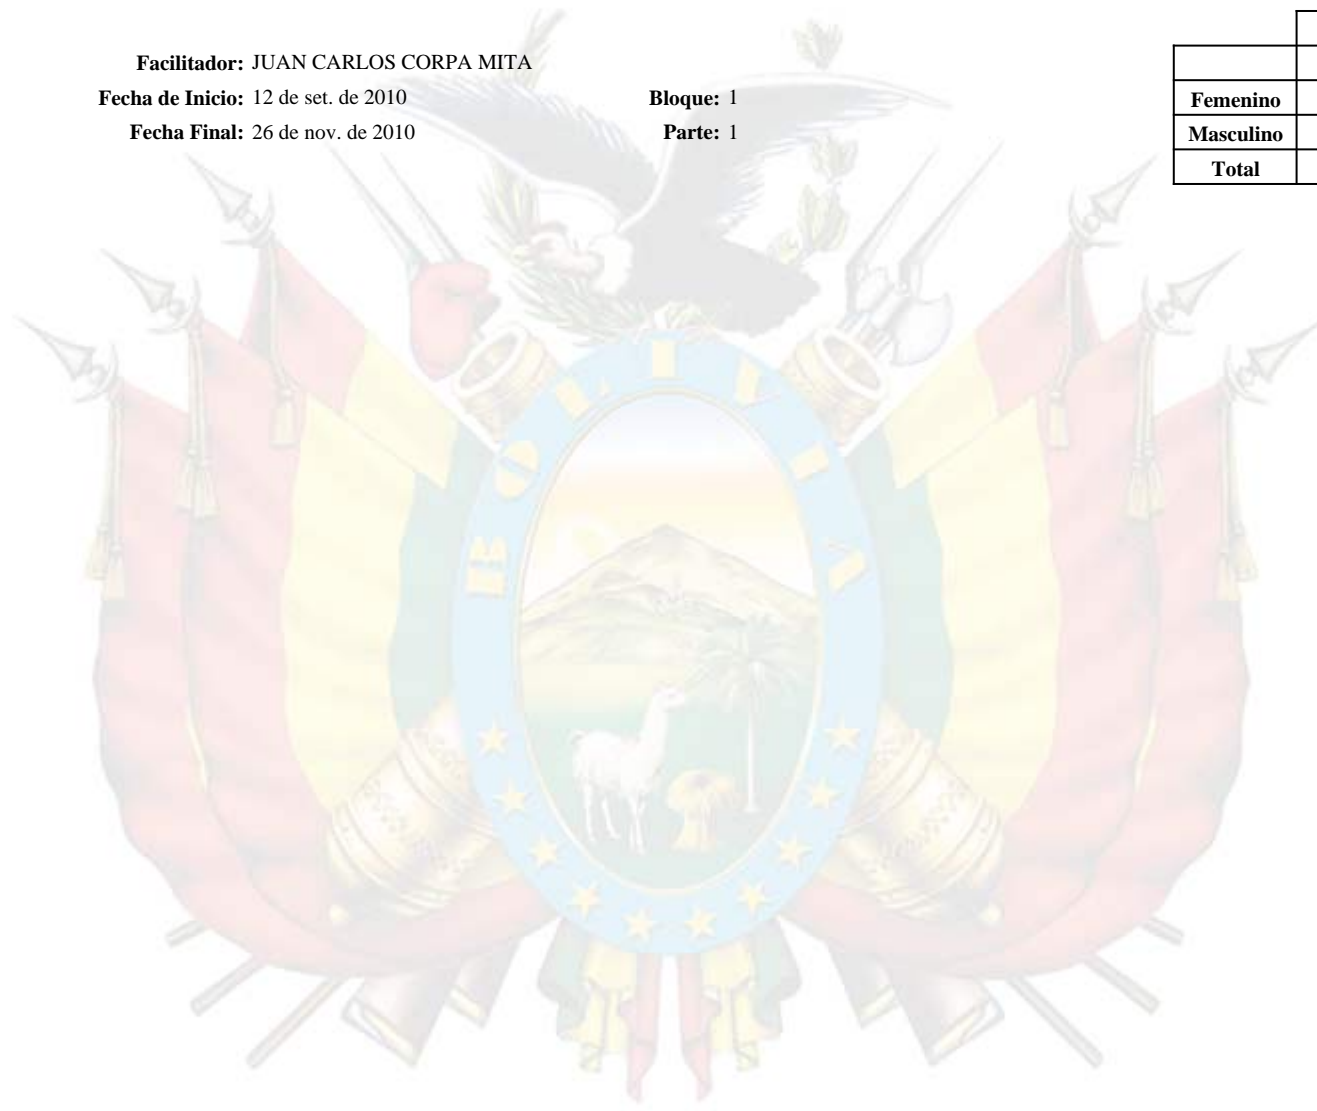 Facilitador: JUAN CARLOS CORPA MITA
Fecha de Inicio: 12 de set. de 2010 Bloque: 1
Fecha Final: 26 de nov. de 2010 Parte: 1
Femenino
Masculino
Total
BOLIVIA